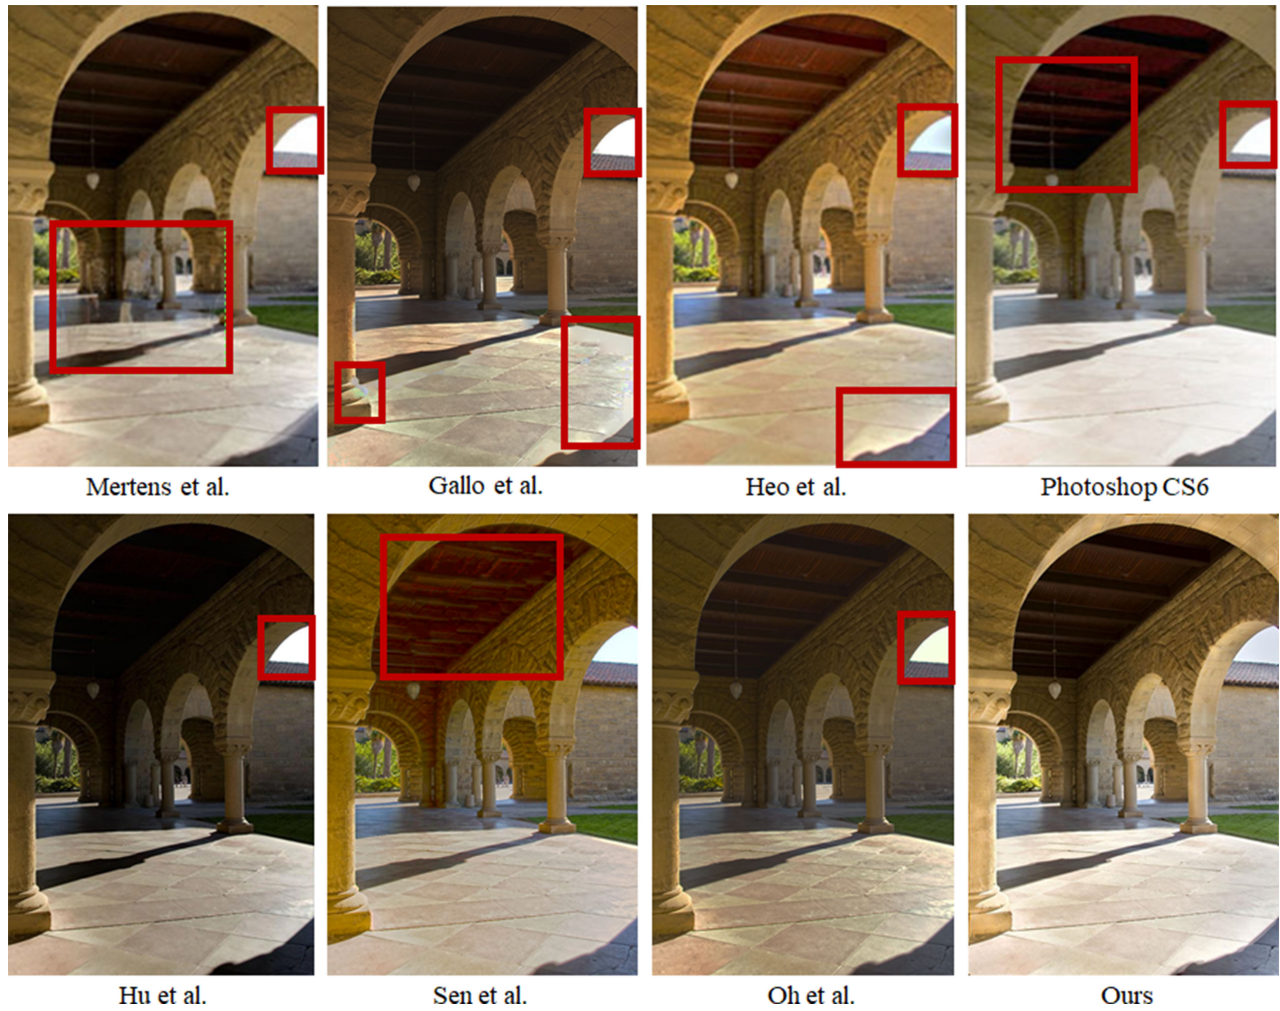 Mertens et al.
Gallo et al.
Heo et al.
Photoshop CS6
Hu et al.
Sen et al.
Oh et al.
Ours